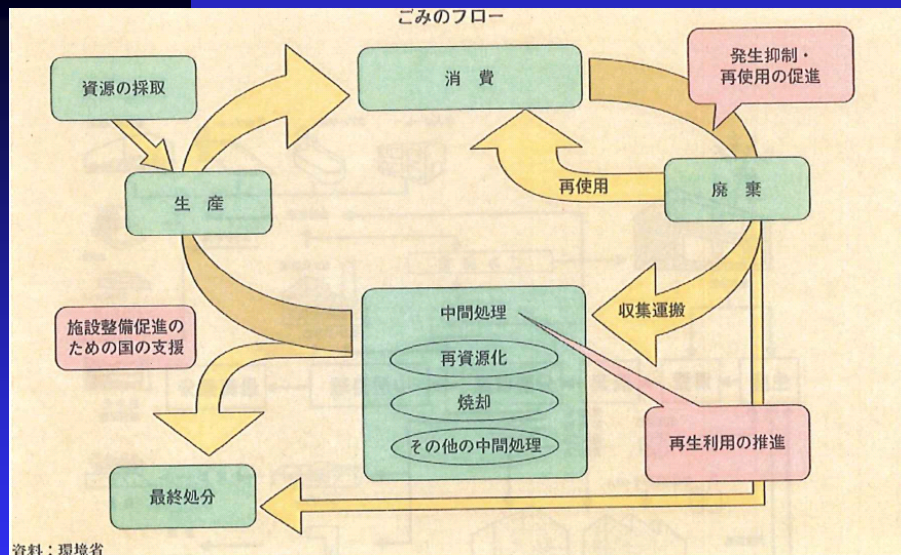 ごみのフロー
資源の採取
消 費
発生抑制・
再使用の促進
生 産
再使用
廃 棄
収集運搬
施設整備促進の
ための国の支援
中間処理
再資源化
焼却
その他の中間処理
再生利用の推進
最終処分
資料：環境省